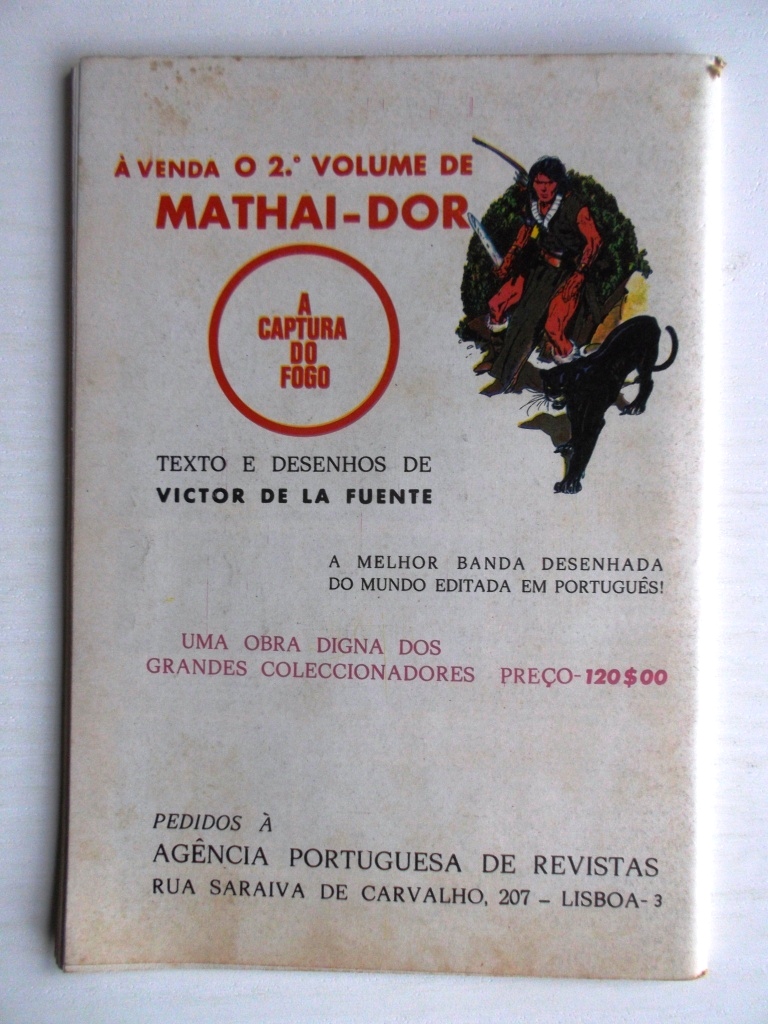 À VENDA O 2.º VOLUME DE
MATHAI-DOR
A
CAPTURA
DO
FOGO
TEXTO E DESENHOS DE
VICTOR DE LA FUENTE
A MELHOR BANDA DESENHADA
DO MUNDO EDITADA EM PORTUGUÊS!
UMA OBRA DIGNA DOS
GRANDES COLECCIONADORES PREÇO-120$00
PEDIDOS À
AGÊNCIA PORTUGUESA DE REVISTAS
RUA SARAIVA DE CARVALHO, 207 – LISBOA-3